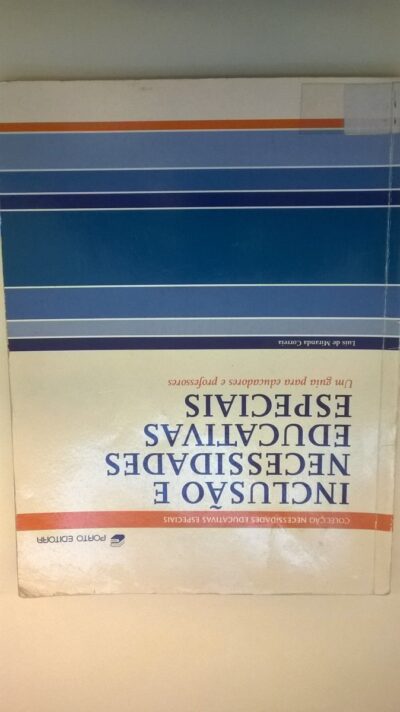 PORTO EDITORA
COLECÇÃO NECESSIDADES EDUCATIVAS ESPECIAIS
INCLUSÃO E
NECESSIDADES
EDUCATIVAS
ESPECIAIS
Um guia para educadores e professores
Luís de Miranda Correia